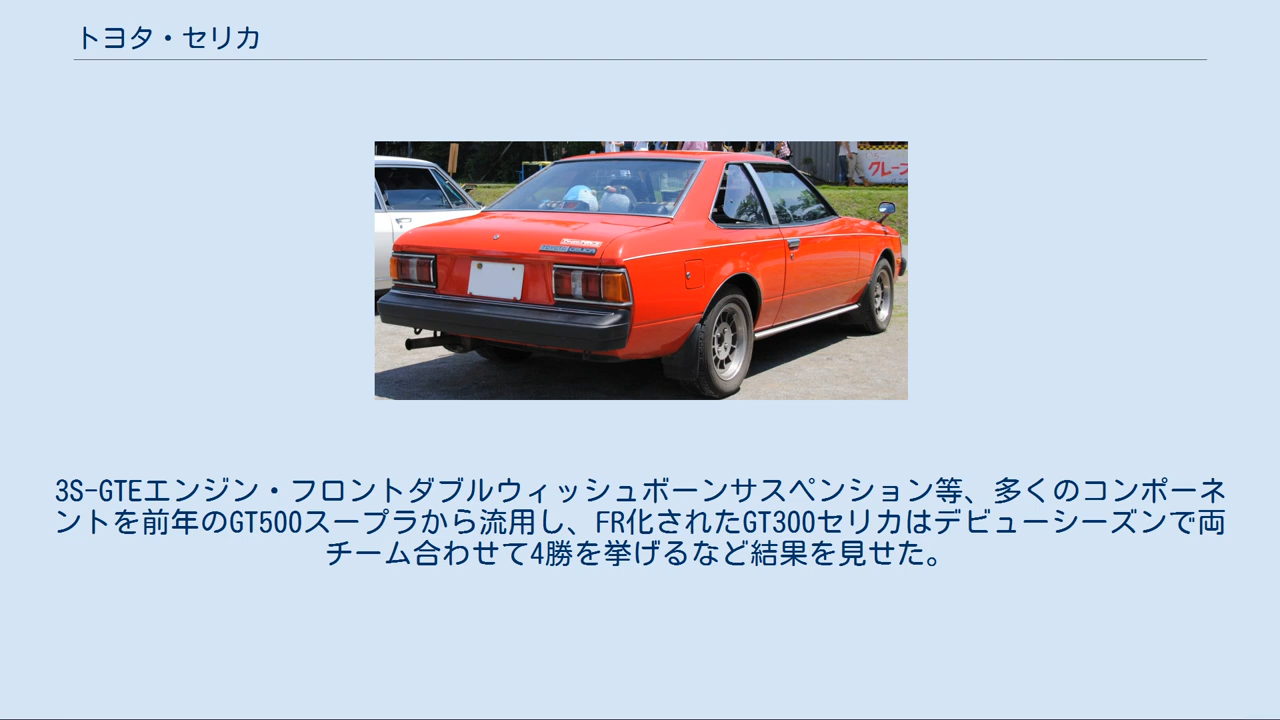 トヨタ・セリカ
グレープ
3S-GTEエンジン・フロントダブルウィッシュボーンサスペンション等、多くのコンポーネ
ントを前年のGT500スープラから流用し、FR化されたGT300セリカはデビューシーズンで両
チーム合わせて4勝を挙げるなど結果を見せた。